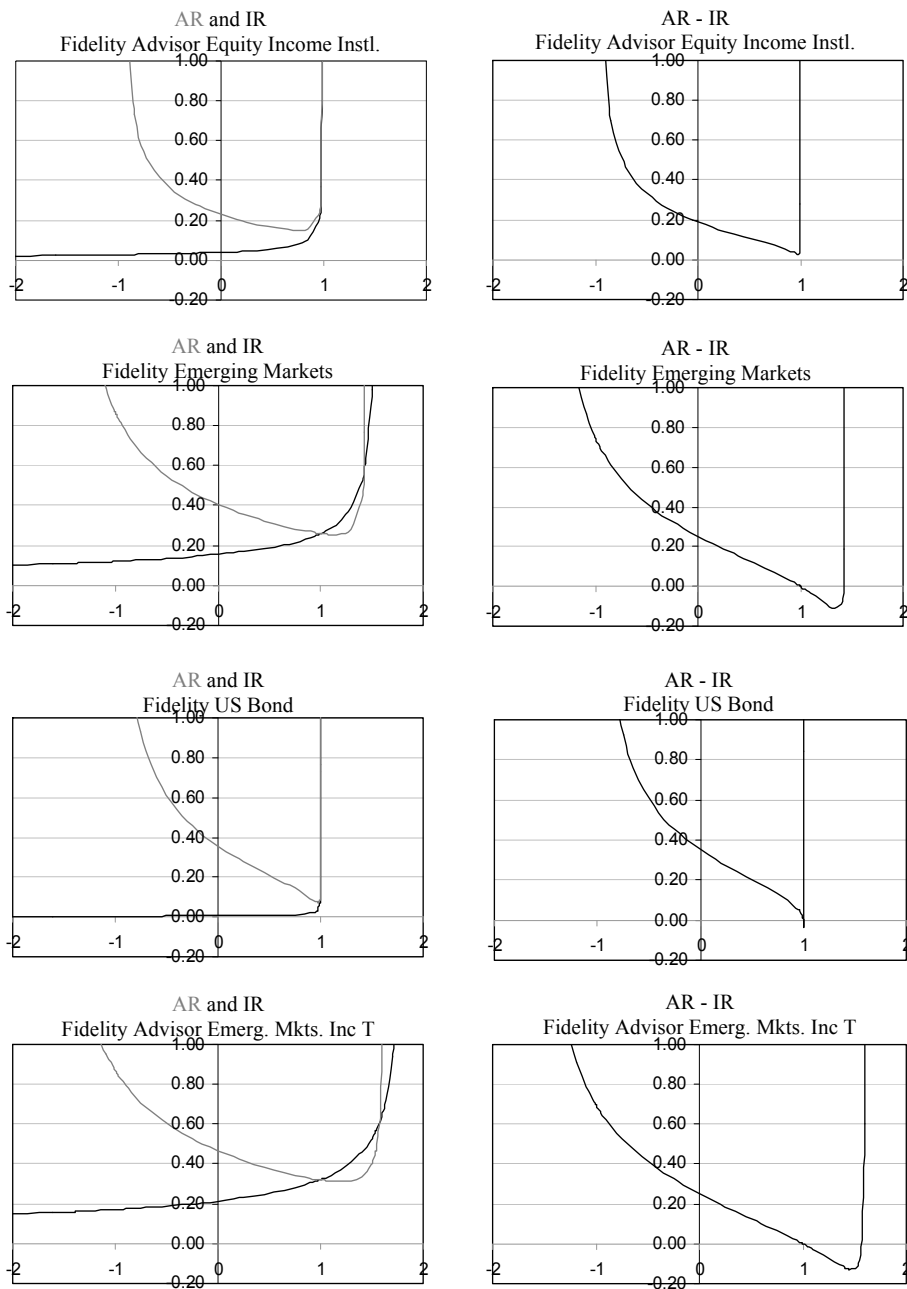 AR and IR
Fidelity Advisor Equity Income Instl.
1.00
0.80
0.60
0.40
0.20
0.00
-2 -1 0 1 2
-0.20
AR - IR
Fidelity Advisor Equity Income Instl.
1.00
0.80
0.60
0.40
0.20
0.00
-2 -1 0 1 2
-0.20
AR and IR
Fidelity Emerging Markets
1.00
0.80
0.60
0.40
0.20
0.00
-2 -1 0 1 2
-0.20
AR - IR
Fidelity Emerging Markets
1.00
0.80
0.60
0.40
0.20
0.00
-2 -1 0 1 2
-0.20
AR and IR
Fidelity US Bond
1.00
0.80
0.60
0.40
0.20
0.00
-2 -1 0 1 2
-0.20
AR - IR
Fidelity US Bond
1.00
0.80
0.60
0.40
0.20
0.00
-2 -1 0 1 2
-0.20
AR and IR
Fidelity Advisor Emerg. Mkts. Inc T
1.00
0.80
0.60
0.40
0.20
0.00
-2 -1 0 1 2
-0.20
AR - IR
Fidelity Advisor Emerg. Mkts. Inc T
1.00
0.80
0.60
0.40
0.20
0.00
-2 -1 0 1 2
-0.20